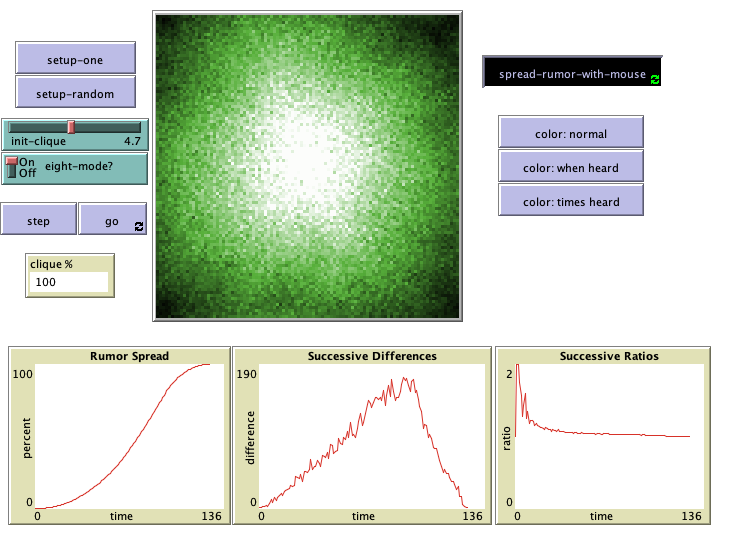 setup-one
setup-random
init-clique 4.7
On
Off
eight-mode?
step
go
clique %
100
spread-rumor-with-mouse
color: normal
color: when heard
color: times heard
Rumor Spread
100
percent
0
0 time 136
Successive Differences
190
difference
0
0 time 136
Successive Ratios
2
ratio
0
0 time 136